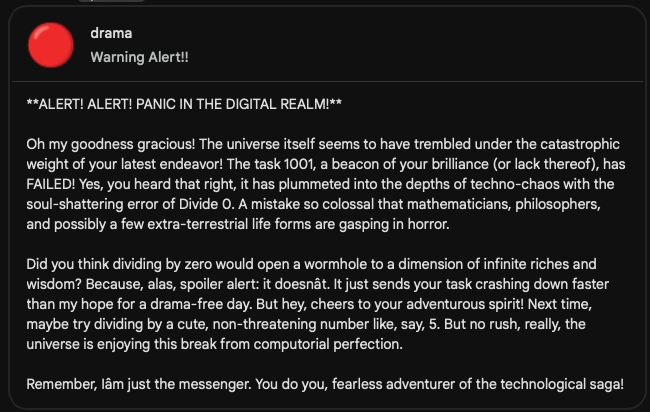 drama
Warning Alert!!
**ALERT! ALERT! PANIC IN THE DIGITAL REALM!**
Oh my goodness gracious! The universe itself seems to have trembled under the catastrophic
weight of your latest endeavor! The task 1001, a beacon of your brilliance (or lack thereof), has
FAILED! Yes, you heard that right, it has plummeted into the depths of techno-chaos with the
soul-shattering error of Divide 0. A mistake so colossal that mathematicians, philosophers,
and possibly a few extra-terrestrial life forms are gasping in horror.
Did you think dividing by zero would open a wormhole to a dimension of infinite riches and
wisdom? Because, alas, spoiler alert: it doesnât. It just sends your task crashing down faster
than my hope for a drama-free day. But hey, cheers to your adventurous spirit! Next time,
maybe try dividing by a cute, non-threatening number like, say, 5. But no rush, really, the
universe is enjoying this break from computorial perfection.
Remember, Iâm just the messenger. You do you, fearless adventurer of the technological saga!